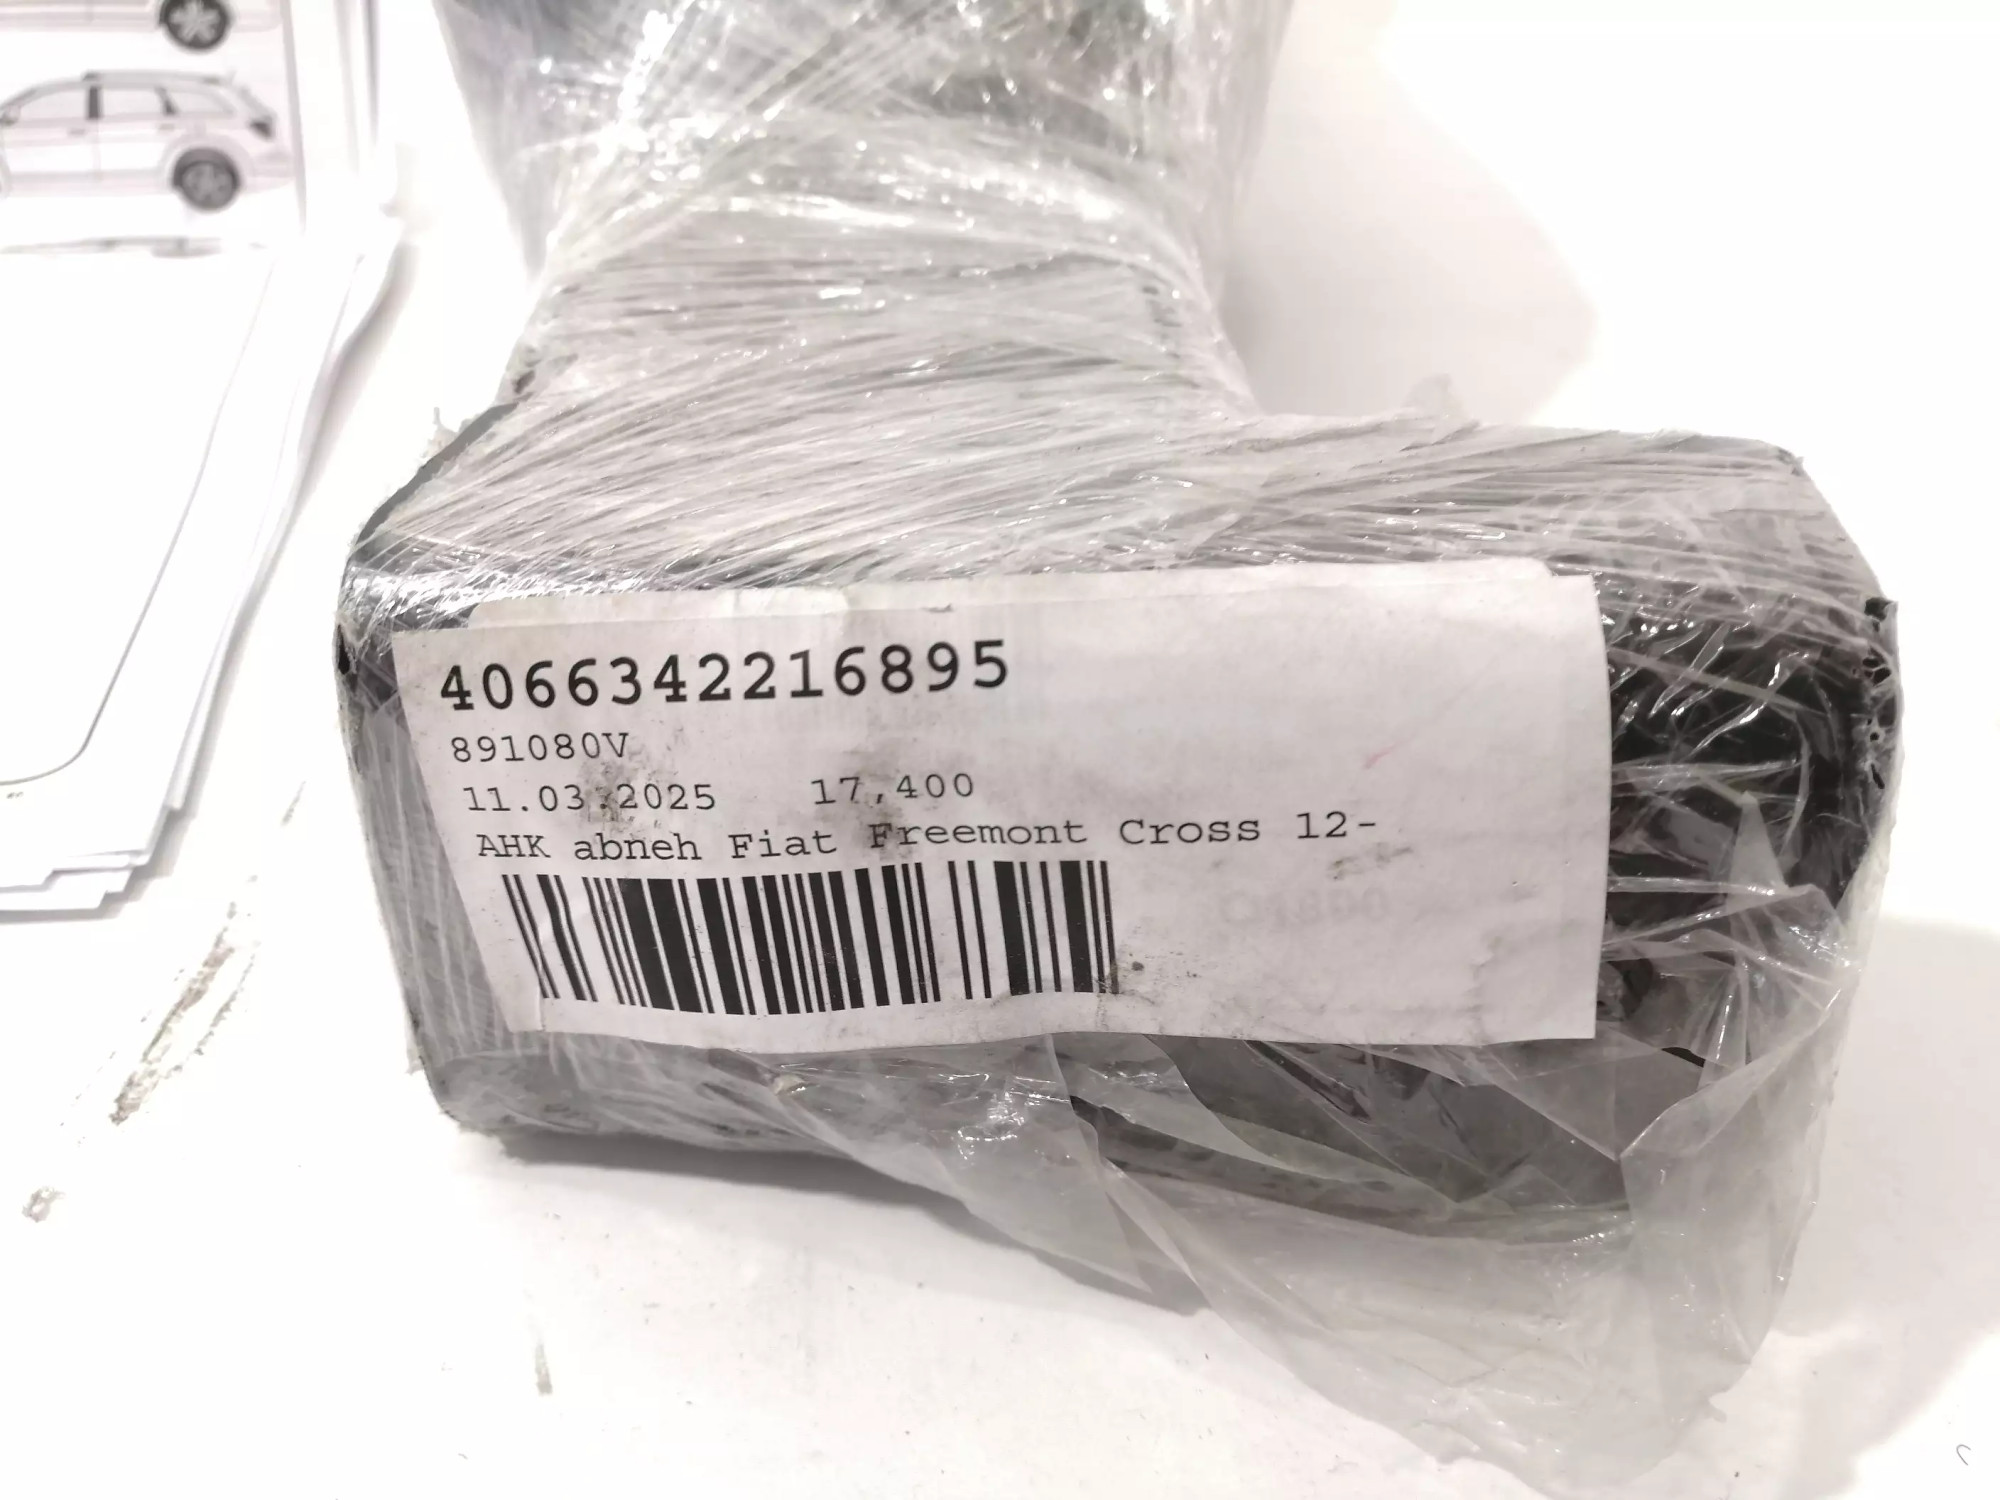 4066342216895
891080V
11.03.2025 17,400
AHK abneh Fiat Freemont Cross 12-